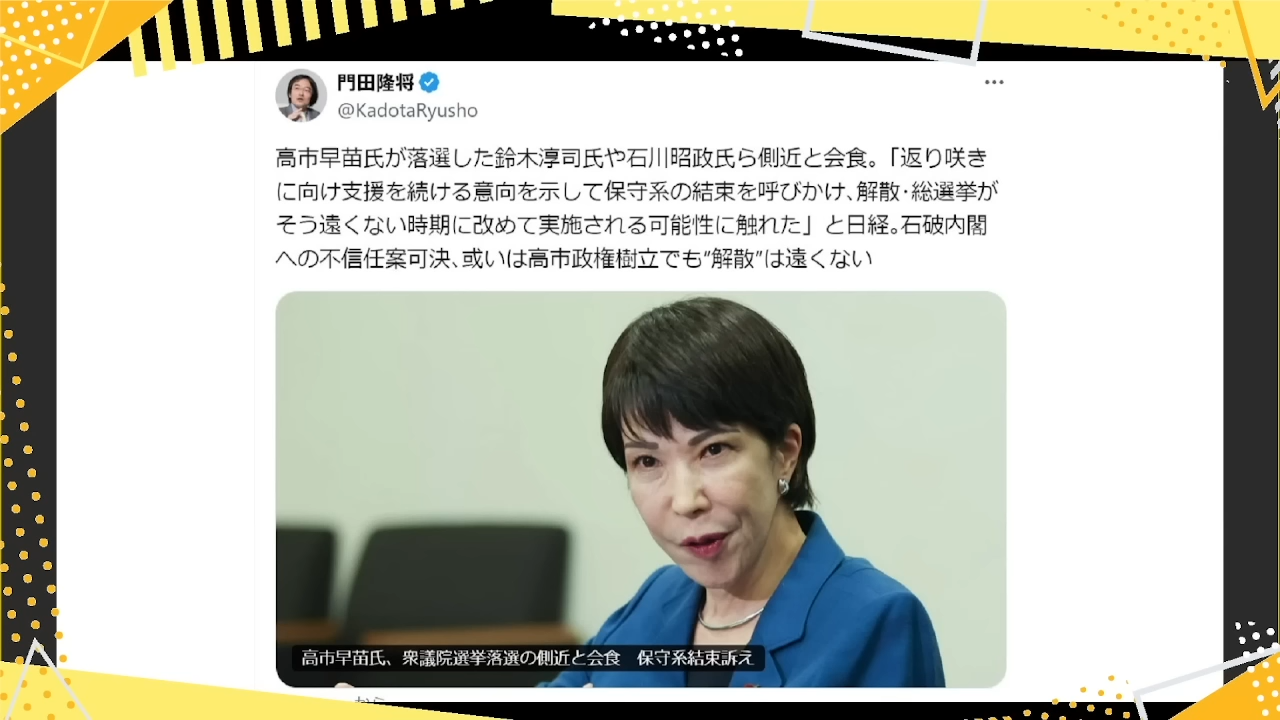 門田隆将
@KadotaRyusho
高市早苗氏が落選した鈴木淳司氏や石川昭政氏ら側近と会食。「返り咲き
に向け支援を続ける意向を示して保守系の結束を呼びかけ、解散・総選挙が
そう遠くない時期に改めて実施される可能性に触れた」と日経。石破内閣
への不信任案可決、或いは高市政権樹立でも“解散”は遠くない
高市早苗氏、衆議院選挙落選の側近と会食　保守系結束訴え
から